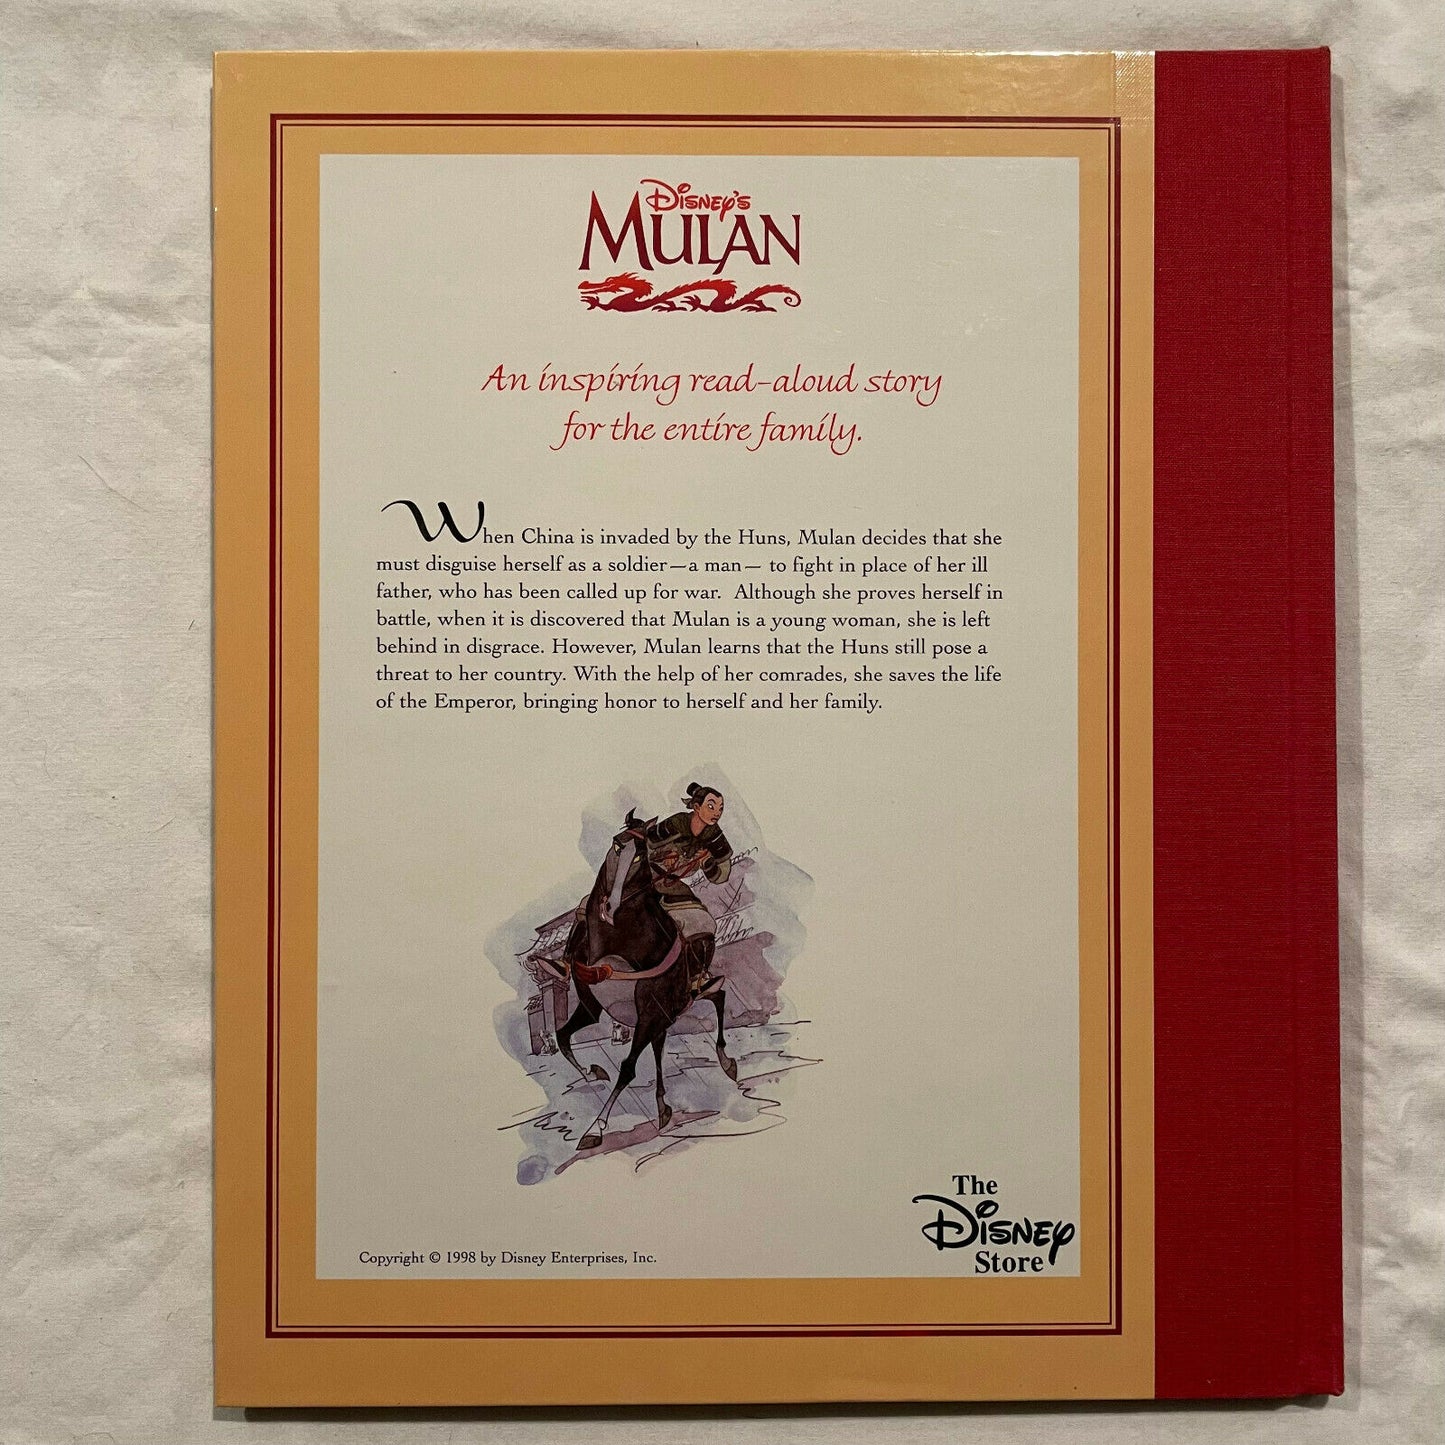 Disney's
MULAN
An inspiring read-aloud story
for the entire family.
When China is invaded by the Huns, Mulan decides that she
must disguise herself as a soldier—a man— to fight in place of her ill
father, who has been called up for war. Although she proves herself in
battle, when it is discovered that Mulan is a young woman, she is left
behind in disgrace. However, Mulan learns that the Huns still pose a
threat to her country. With the help of her comrades, she saves the life
of the Emperor, bringing honor to herself and her family.
The
Disney
Store
Copyright © 1998 by Disney Enterprises, Inc.